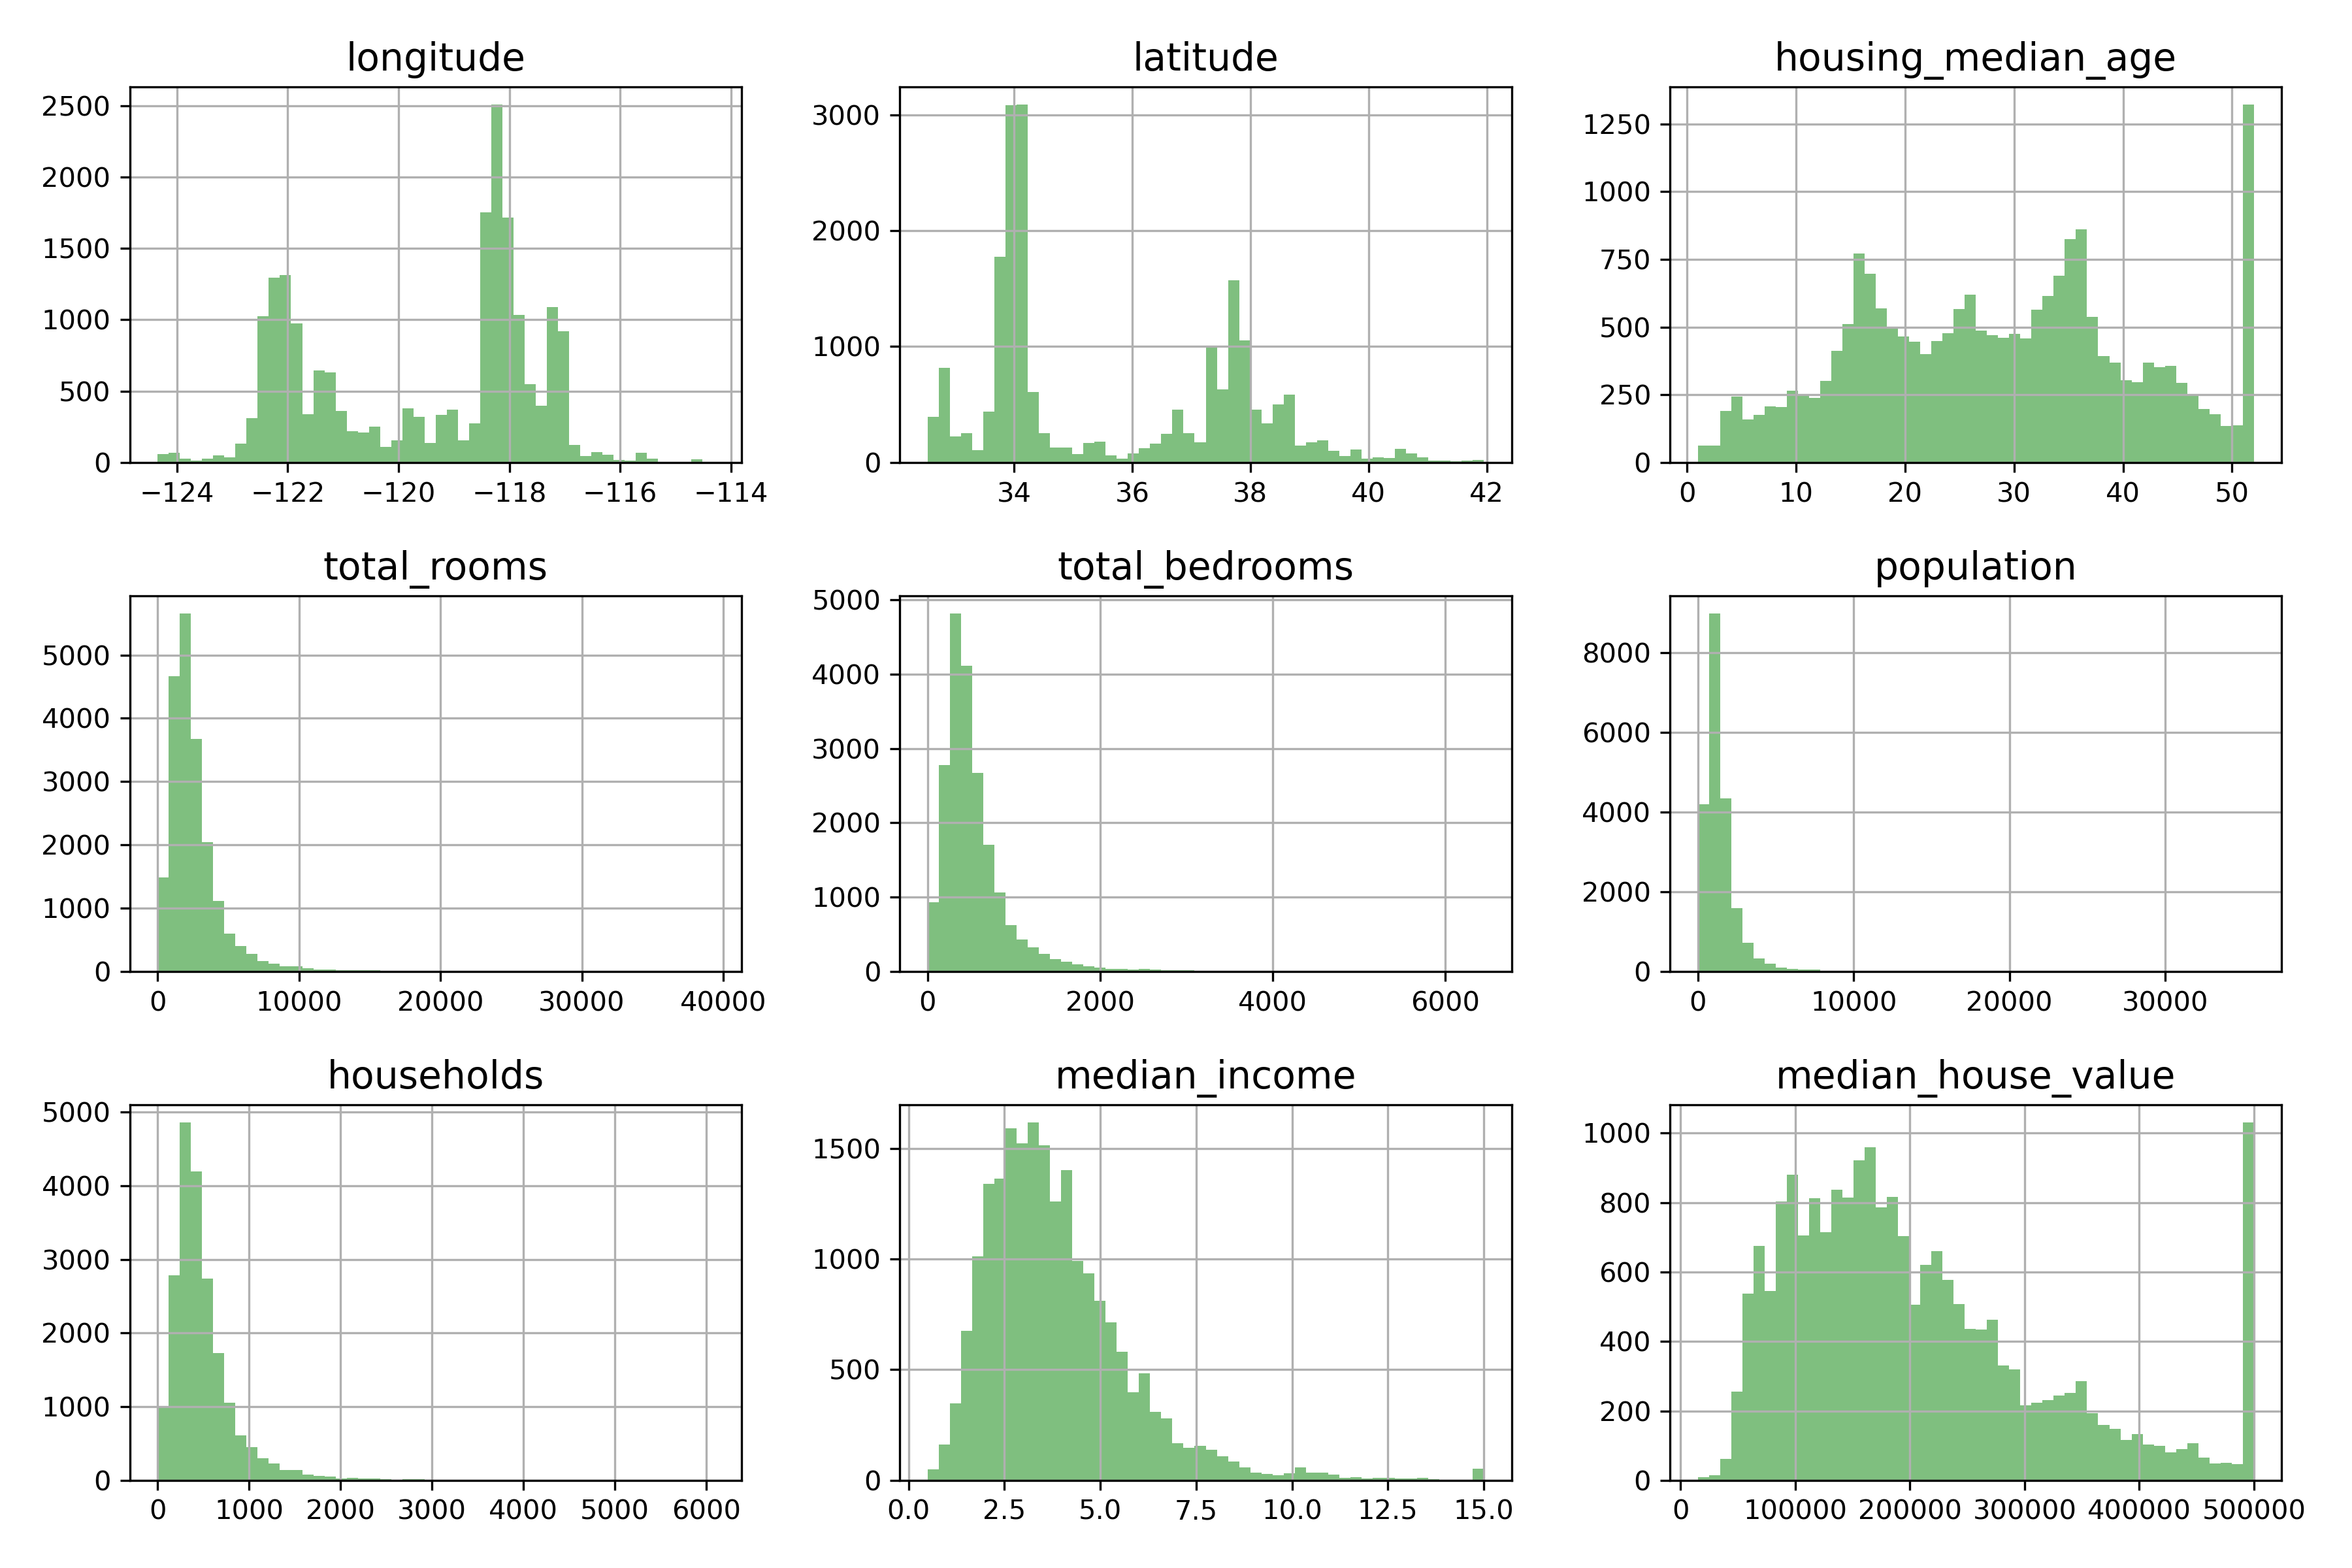 longitude
2500
2000
1500
1000
500
0
−124 −122 −120 −118 −116 −114
latitude
3000
2000
1000
0
34 36 38 40 42
housing_median_age
1250
1000
750
500
250
0
0 10 20 30 40 50
total_rooms
5000
4000
3000
2000
1000
0
0 10000 20000 30000 40000
total_bedrooms
5000
4000
3000
2000
1000
0
0 2000 4000 6000
population
8000
6000
4000
2000
0
0 10000 20000 30000
households
5000
4000
3000
2000
1000
0
0 1000 2000 3000 4000 5000 6000
median_income
1500
1000
500
0
0.0 2.5 5.0 7.5 10.0 12.5 15.0
median_house_value
1000
800
600
400
200
0
0 100000 200000 300000 400000 500000